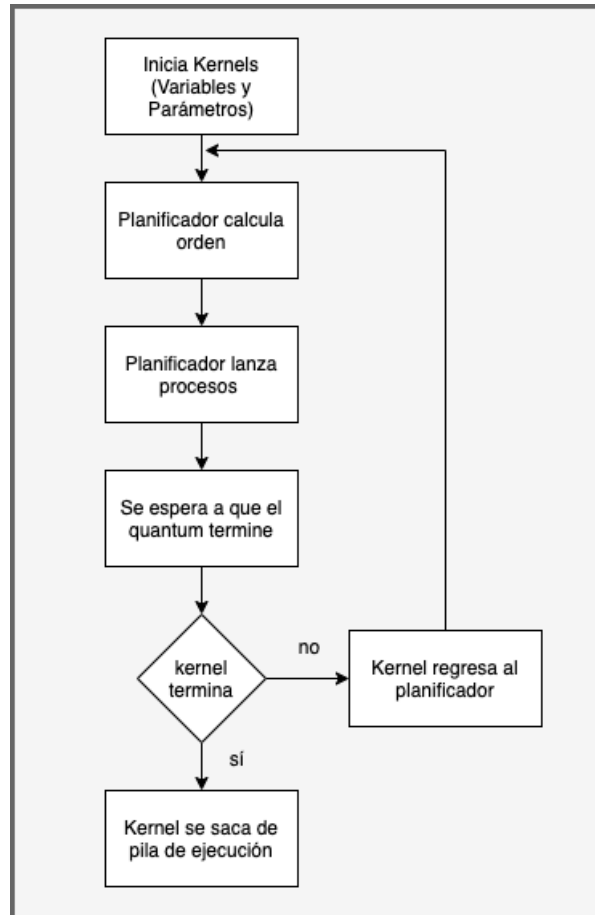 Inicia Kernels
(Variables y
Parámetros)
Planificador calcula
orden
Planificador lanza
procesos
Se espera a que el
quantum termine
kernel
termina
no
Kernel regresa al
planificador
sí
Kernel se saca de
pila de ejecución